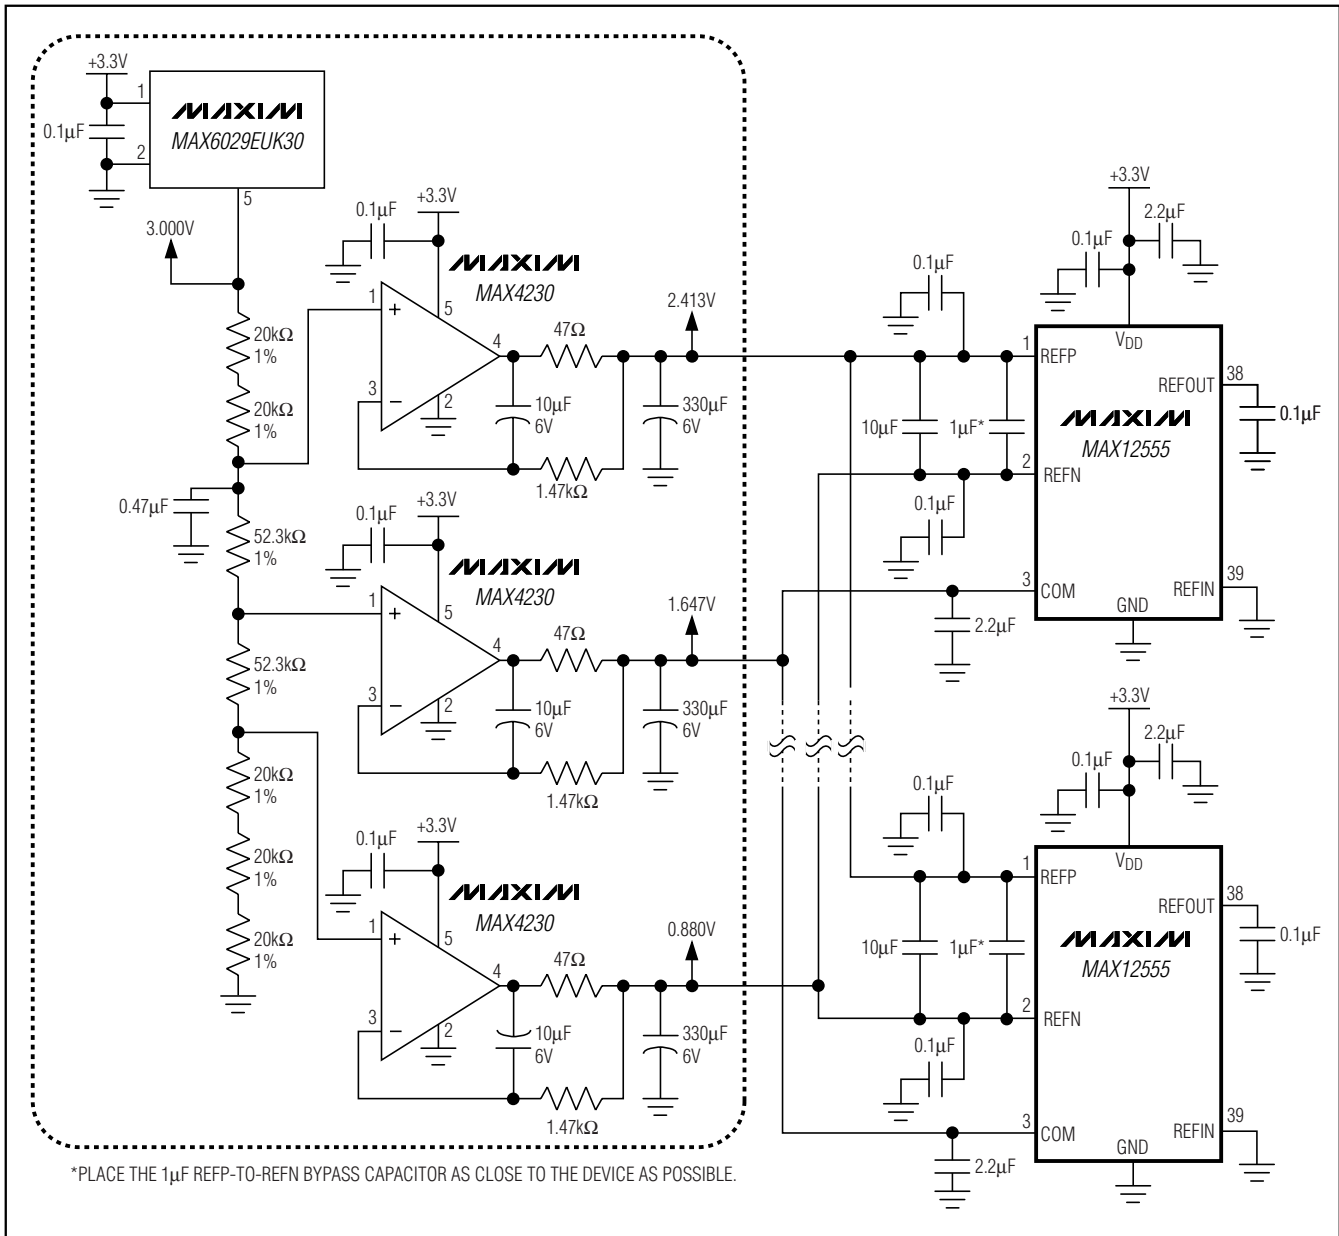 +3.3V
1
MAXIM
MAX6029EUK30
0.1µF
2
5
3.000V
20kΩ
1%
20kΩ
1%
0.47µF
52.3kΩ
1%
52.3kΩ
1%
20kΩ
1%
20kΩ
1%
20kΩ
1%
+3.3V
0.1µF
MAXIM
MAX4230
1
+
5
4
3
−
2
47Ω
10µF
6V
1.47kΩ
2.413V
330µF
6V
+3.3V
0.1µF
MAXIM
MAX4230
1
+
5
4
3
−
2
47Ω
10µF
6V
1.47kΩ
1.647V
330µF
6V
+3.3V
0.1µF
MAXIM
MAX4230
1
+
5
4
3
−
2
47Ω
10µF
6V
1.47kΩ
0.880V
330µF
6V
+3.3V
2.2µF
0.1µF
0.1µF
1
REFP
VDD
REFOUT
38
0.1µF
10µF
1µF*
MAXIM
MAX12555
2
REFN
0.1µF
3
COM
GND
REFIN
39
2.2µF
+3.3V
2.2µF
0.1µF
0.1µF
1
REFP
VDD
REFOUT
38
0.1µF
10µF
1µF*
MAXIM
MAX12555
2
REFN
0.1µF
3
COM
GND
REFIN
39
2.2µF
*PLACE THE 1µF REFP-TO-REFN BYPASS CAPACITOR AS CLOSE TO THE DEVICE AS POSSIBLE.